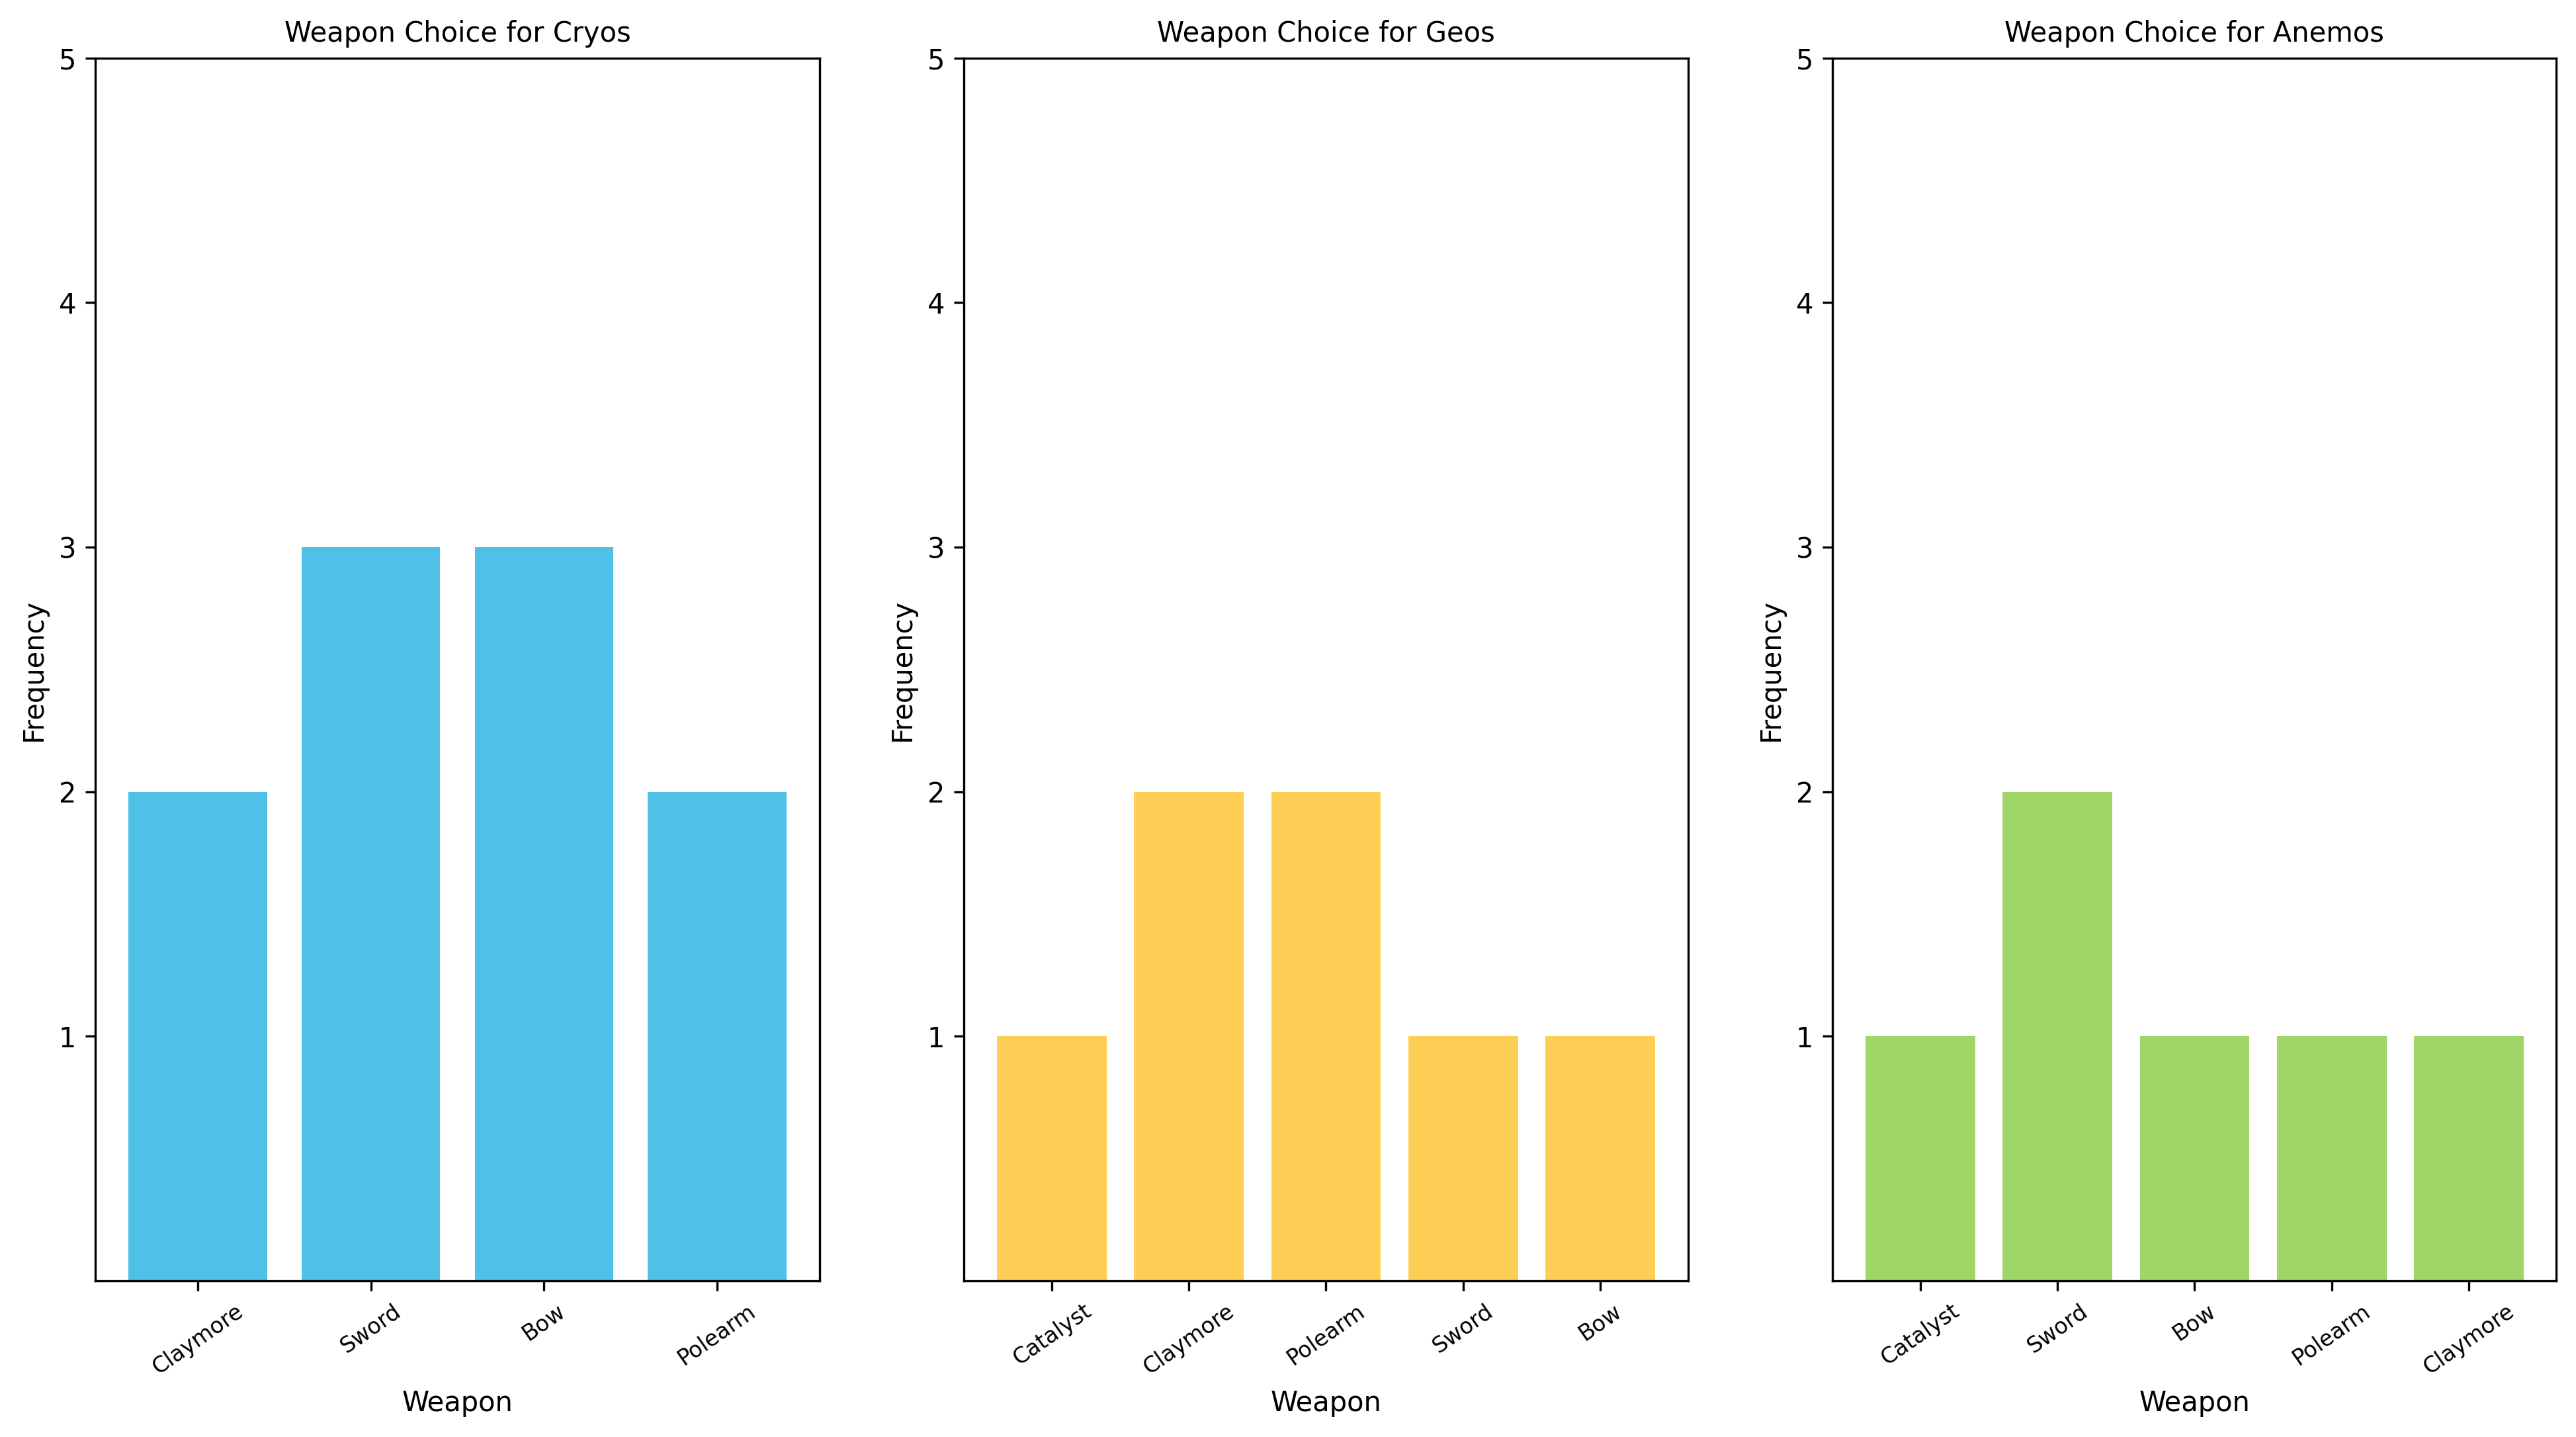 Weapon Choice for Cryos
5
4
3
2
1
Frequency
Claymore
Sword
Bow
Polearm
Weapon
Weapon Choice for Geos
5
4
3
2
1
Frequency
Catalyst
Claymore
Polearm
Sword
Bow
Weapon
Weapon Choice for Anemos
5
4
3
2
1
Frequency
Catalyst
Sword
Bow
Polearm
Claymore
Weapon